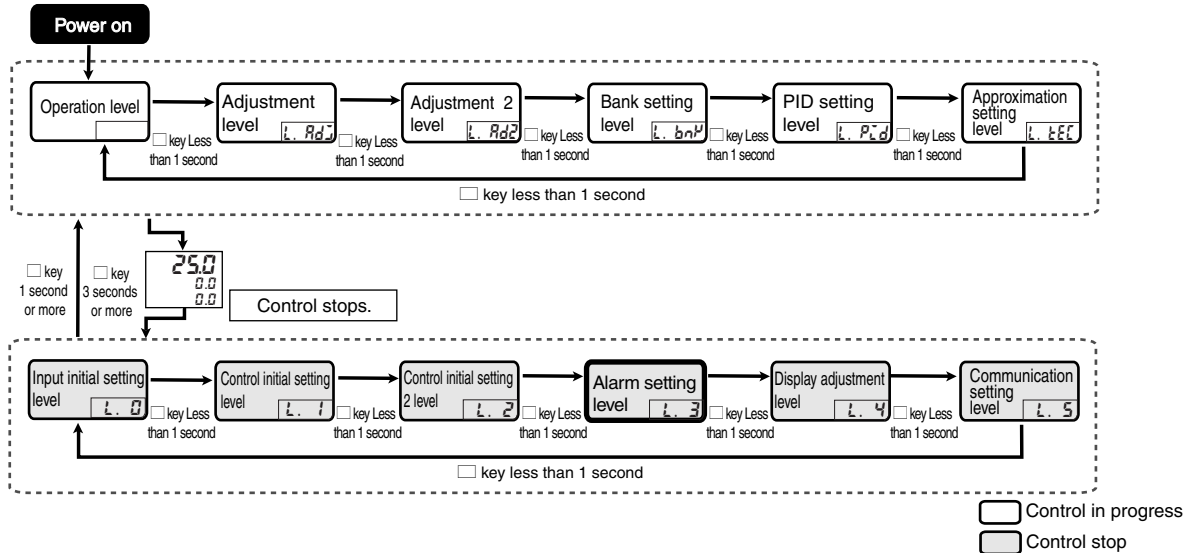 Power on
Operation level
Adjustment
level
L. Adj
Adjustment 2
level
L. Ad2
Bank setting
level
L. bnk
PID setting
level
L. Pid
Approximation
setting
level
L. tEC
□ key Less
than 1 second
□ key Less
than 1 second
□ key Less
than 1 second
□ key Less
than 1 second
□ key Less
than 1 second
□ key less than 1 second
□ key
1 second
or more
□ key
3 seconds
or more
25.0
0.0
0.0
Control stops.
Input initial setting
level
L. 0
Control initial setting
level
L. 1
Control initial setting
2 level
L. 2
Alarm setting
level
L. 3
Display adjustment
level
L. 4
Communication
setting
level
L. 5
□ key Less
than 1 second
□ key Less
than 1 second
□ key Less
than 1 second
□ key Less
than 1 second
□ key Less
than 1 second
□ key less than 1 second
Control in progress
Control stop